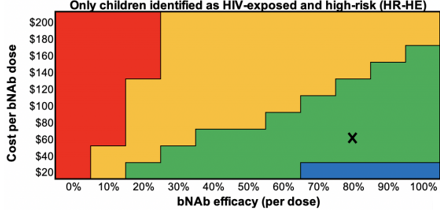 Only children identified as HIV-exposed and high-risk (HR-HE)
Cost per bNAb dose
$200
$180
$160
$140
$120
$100
$80
$60
$40
$20
X
0% 10% 20% 30% 40% 50% 60% 70% 80% 90% 100%
bNAb efficacy (per dose)